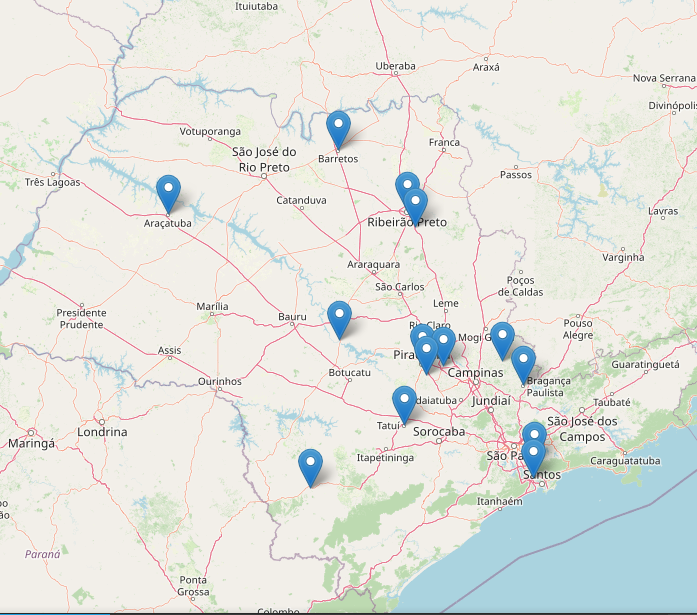 Ituiutaba
Uberaba
Araxá
Nova Serrana
Divinópolis
Votuporanga
Franca
São José do
Rio Preto
Barretos
Passos
Três Lagoas
Catanduva
Lavras
Araçatuba
Ribeirão Preto
Varginha
Araraquara
Poços
de Caldas
São Carlos
Leme
Marília
Bauru
Presidente
Prudente
Rio Claro
Pouso
Alegre
Mogi G
Assis
Pira
Guaratinguetá
Botucatu
Campinas
Ourinhos
Bragança
Paulista
daiatuba
Jundiaí
Taubaté
Tatuí
São José dos
Campos
Londrina
Sorocaba
Maringá
Itapetininga
São Pa
Caraguatatuba
Santos
Itanhaém
Paraná
Ponta
Grossa
Colombo